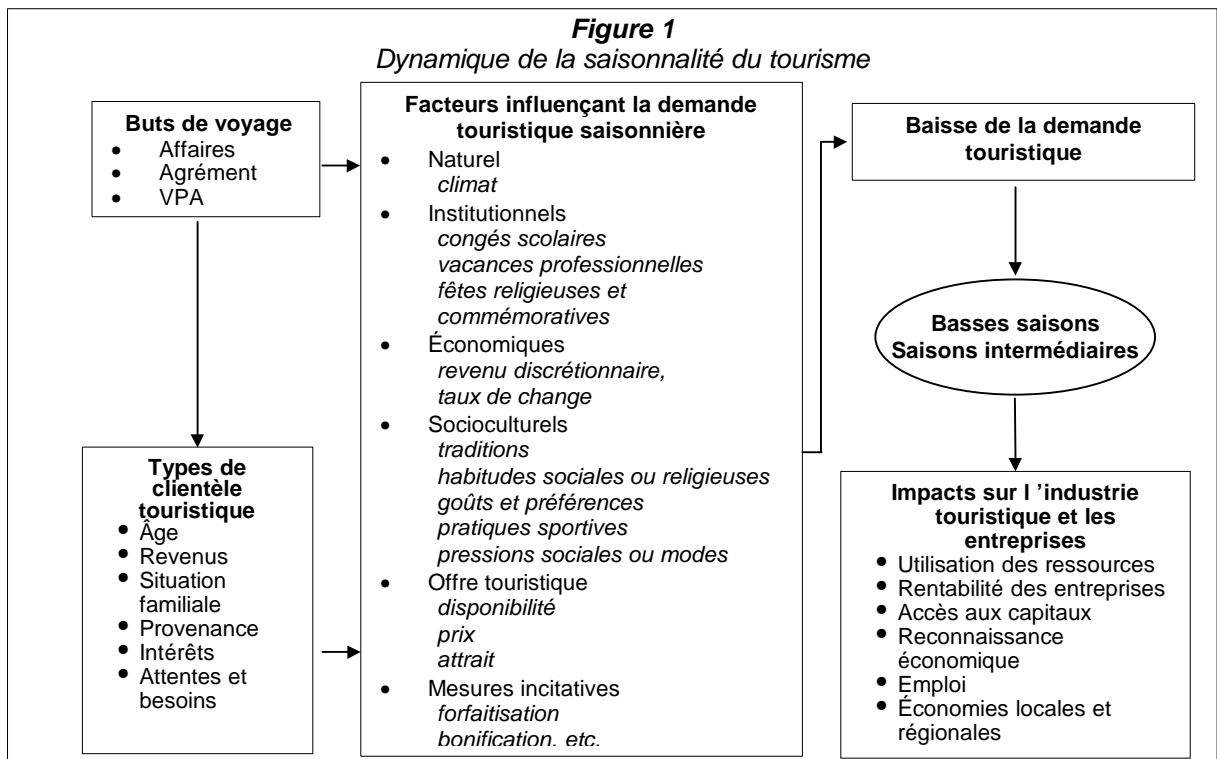 Figure 1
Dynamique de la saisonnalité du tourisme
Buts de voyage
• Affaires
• Agrément
• VPA
Types de
clientèle
touristique
• Âge
• Revenus
• Situation
familiale
• Provenance
• Intérêts
• Attentes et
besoins
Facteurs influençant la demande
touristique saisonnière
• Naturel
climat
• Institutionnels
congés scolaires
vacances professionnelles
fêtes religieuses et
commémoratives
• Économiques
revenu discrétionnaire,
taux de change
• Socioculturels
traditions
habitudes sociales ou religieuses
goûts et préférences
pratiques sportives
pressions sociales ou modes
• Offre touristique
disponibilité
prix
attrait
• Mesures incitatives
forfaitisation
bonification, etc.
Baisse de la demande
touristique
Basses saisons
Saisons intermédiaires
Impacts sur l ’industrie
touristique et les
entreprises
• Utilisation des ressources
• Rentabilité des entreprises
• Accès aux capitaux
• Reconnaissance
économique
• Emploi
• Économies locales et
régionales